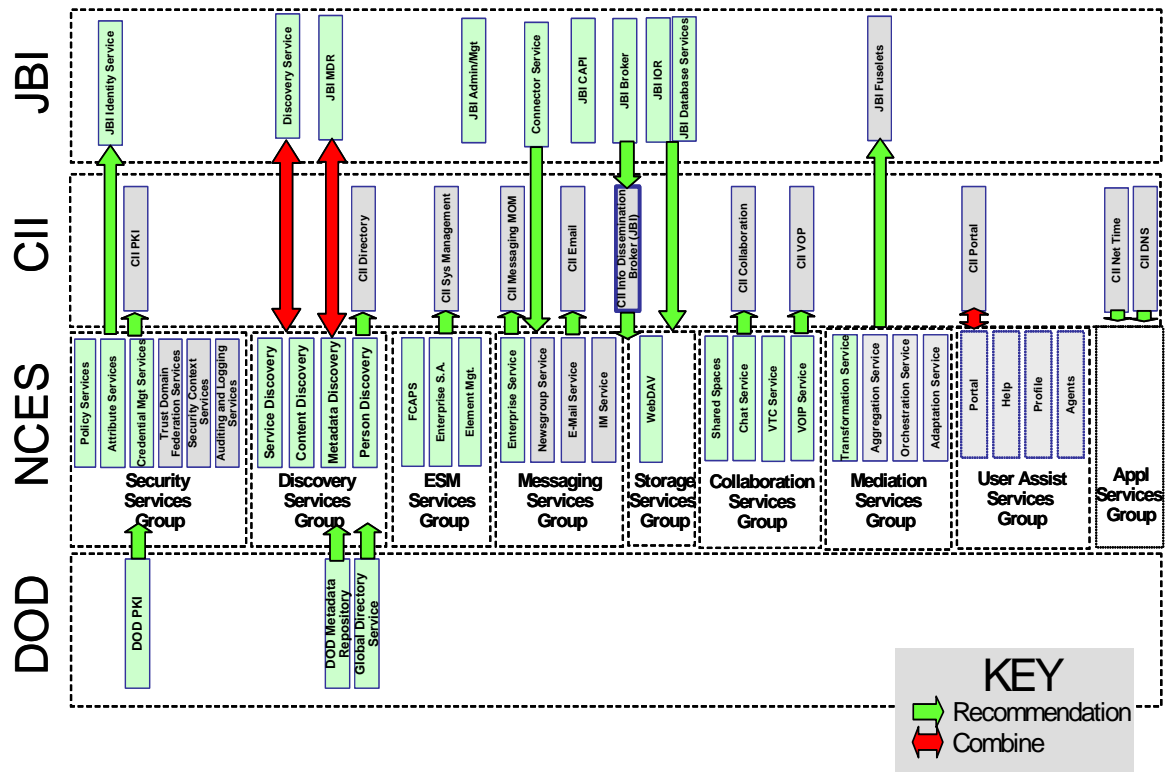 JBI
JBI Identity Service
Discovery Service
JBI MDR
JBI Admin/Mgt
Connector Service
JBI CAPI
JBI Broker
JBI IOR
JBI Database Services
JBI Fuselets
CII
CII PKI
CII Directory
CII Sys Management
CII Messaging MOM
CII Email
CII Info Dissemination
Broker (JBI)
CII Collaboration
CII VOP
CII Portal
CII Net Time
CII DNS
NCES
Policy Services
Attribute Services
Credential Mgt Services
Trust Domain
Federation Services
Security Context
Services
Auditing and Logging
Services
Security
Services
Group
Service Discovery
Content Discovery
Metadata Discovery
Person Discovery
Discovery
Services
Group
FCAPS
Enterprise S.A.
Element Mgt.
ESM
Services
Group
Enterprise Service
Newsgroup Service
E-Mail Service
IM Service
Messaging
Services
Group
WebDAV
Storage
Services
Group
Shared Spaces
Chat Service
VTC Service
VOIP Service
Collaboration
Services
Group
Transformation Service
Aggregation Service
Orchestration Service
Adaptation Service
Mediation
Services
Group
Portal
Help
Profile
Agents
User Assist
Services
Group
Appl
Services
Group
DOD
DOD PKI
DOD Metadata
Repository
Global Directory
Service
KEY
Recommendation
Combine